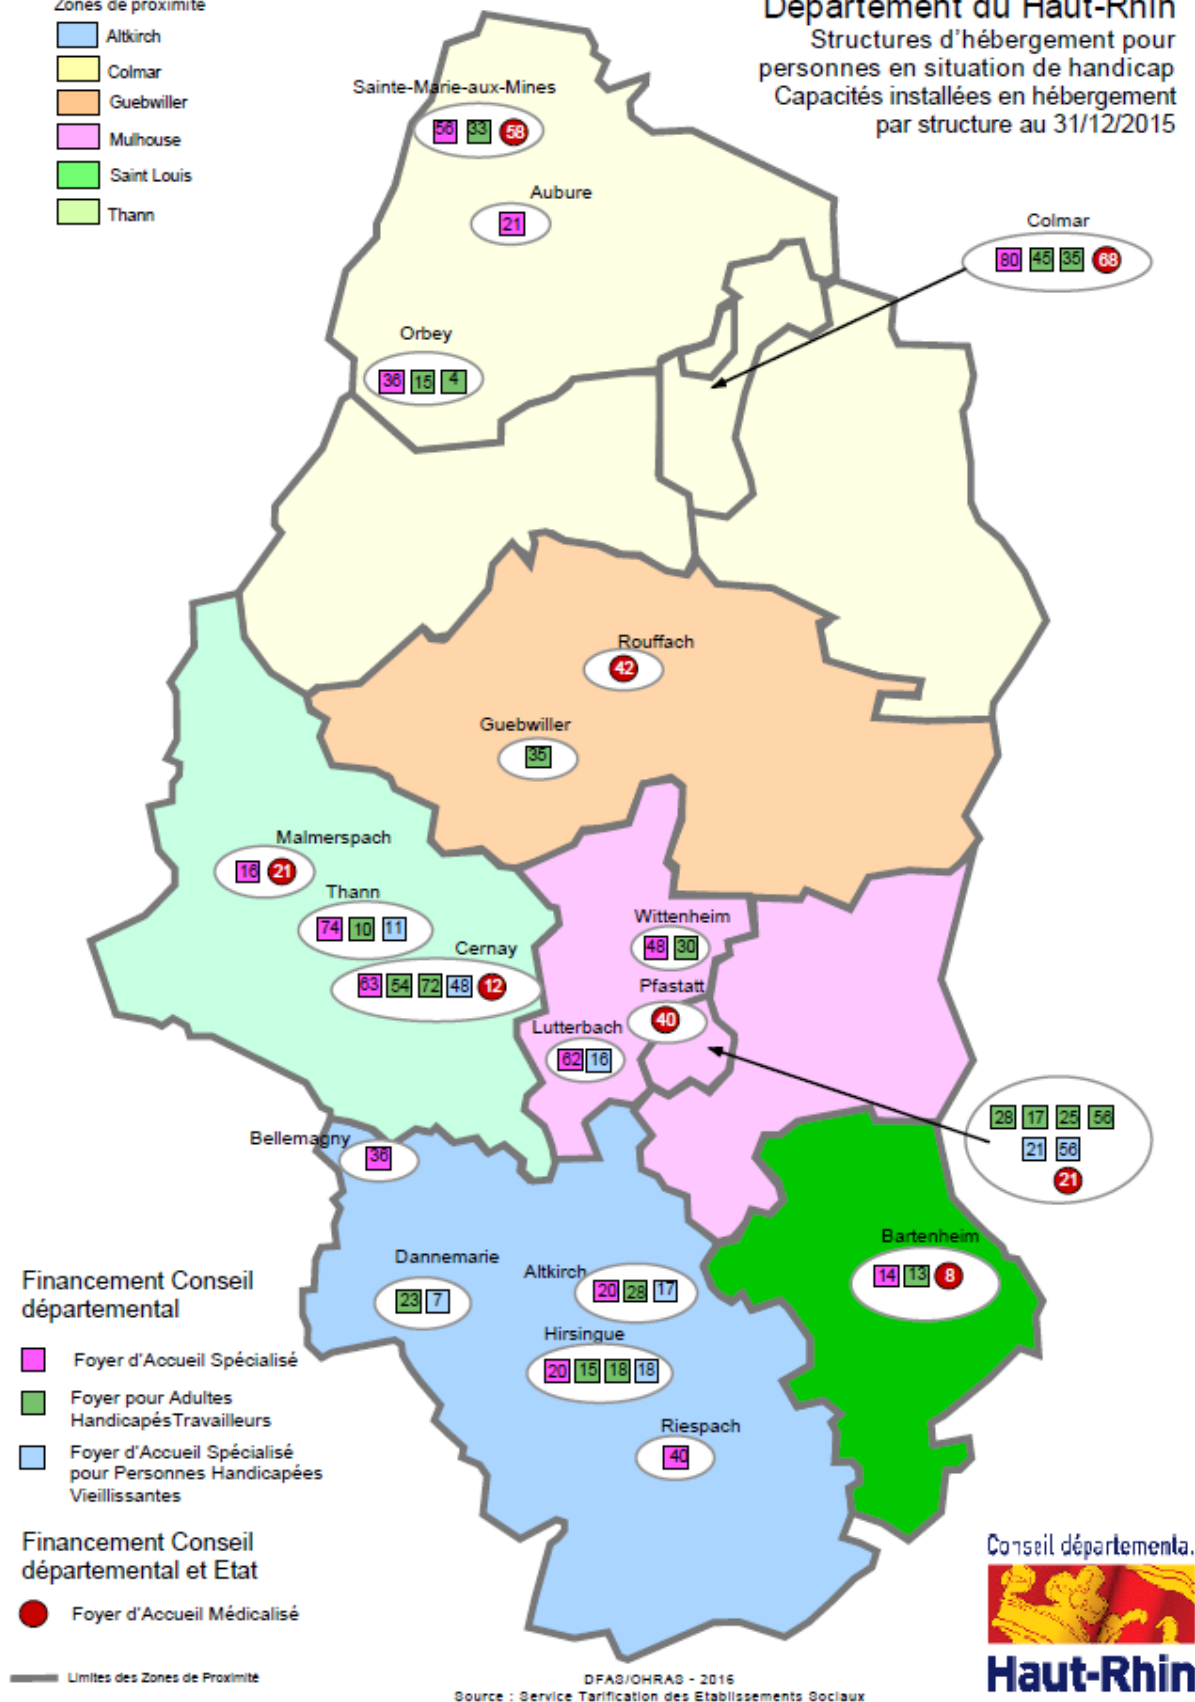 Zones de proximité
Altkirch
Colmar
Guebwiller
Mulhouse
Saint Louis
Thann
Département du Haut-Rhin
Structures d'hébergement pour
personnes en situation de handicap
Capacités installées en hébergement
par structure au 31/12/2015
Sainte-Marie-aux-Mines
56 33 58
Aubure
21
Colmar
80 45 35 68
Orbey
36 15 4
Rouffach
42
Guebwiller
35
Malmerspach
16 21
Thann
74 10 11
Cernay
63 54 72 48 12
Wittenheim
48 30
Pfastatt
40
Lutterbach
62 16
28 17 25 56
21 56
21
Bellemagny
36
Bartenheim
14 13 8
Dannemarie
23 7
Altkirch
20 28 17
Hirsingue
20 15 18 18
Riespach
40
Financement Conseil
départemental
Foyer d'Accueil Spécialisé
Foyer pour Adultes
HandicapésTravailleurs
Foyer d'Accueil Spécialisé
pour Personnes Handicapées
Vieillissantes
Financement Conseil
départemental et Etat
Foyer d'Accueil Médicalisé
Limites des Zones de Proximité
DFAS/OHRAS - 2016
Source : Service Tarification des Etablissements Sociaux
Conseil départemental
Haut-Rhin